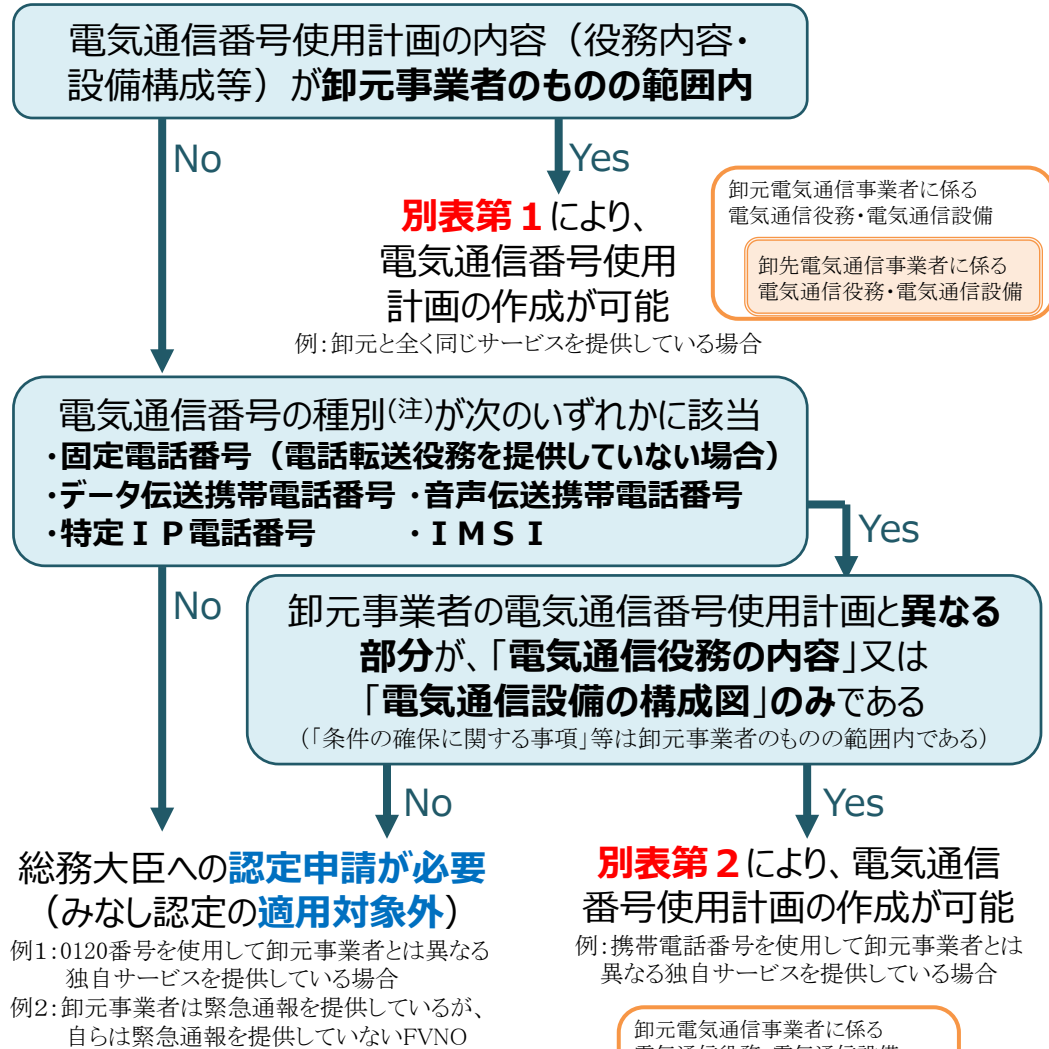 電気通信番号使用計画の内容（役務内容・
設備構成等）が卸元事業者のものの範囲内
No
Yes
別表第１により、
電気通信番号使用
計画の作成が可能
例：卸元と全く同じサービスを提供している場合
卸元電気通信事業者に係る
電気通信役務・電気通信設備
卸先電気通信事業者に係る
電気通信役務・電気通信設備
電気通信番号の種別(注)が次のいずれかに該当
・固定電話番号（電話転送役務を提供していない場合）
・データ伝送携帯電話番号 ・音声伝送携帯電話番号
・特定ＩＰ電話番号 ・ＩＭＳＩ
Yes
No
卸元事業者の電気通信番号使用計画と異なる
部分が、「電気通信役務の内容」又は
「電気通信設備の構成図」のみである
（「条件の確保に関する事項」等は卸元事業者のものの範囲内である）
No
Yes
総務大臣への認定申請が必要
（みなし認定の適用対象外）
例1：0120番号を使用して卸元事業者とは異なる
独自サービスを提供している場合
例2：卸元事業者は緊急通報を提供しているが、
自らは緊急通報を提供していないFVNO
別表第２により、電気通信
番号使用計画の作成が可能
例：携帯電話番号を使用して卸元事業者とは
異なる独自サービスを提供している場合
卸元電気通信事業者に係る